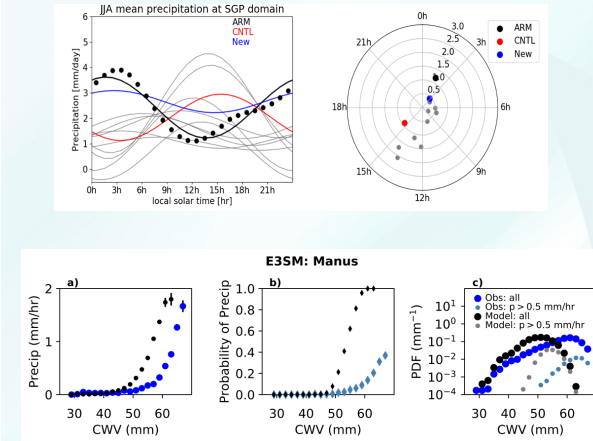 JJA mean precipitation at SGP domain
ARM
CNTL
New
Precipitation [mm/day]
6
5
4
3
2
1
0
0h 3h 6h 9h 12h 15h 18h 21h
local solar time [hr]
0h
3h
6h
9h
12h
15h
18h
21h
3.0
2.5
2.0
1.5
1.0
0.5
0.0
ARM
CNTL
New
E3SM: Manus
a)
Precip (mm/hr)
2
1
0
30 40 50 60
CWV (mm)
b)
Probability of Precip
1.0
0.8
0.6
0.4
0.2
0.0
30 40 50 60
CWV (mm)
c)
Obs: all
Obs: p > 0.5 mm/hr
Model: all
Model: p > 0.5 mm/hr
PDF (mm⁻¹)
10¹
10⁰
10⁻¹
10⁻²
10⁻³
10⁻⁴
30 40 50 60
CWV (mm)